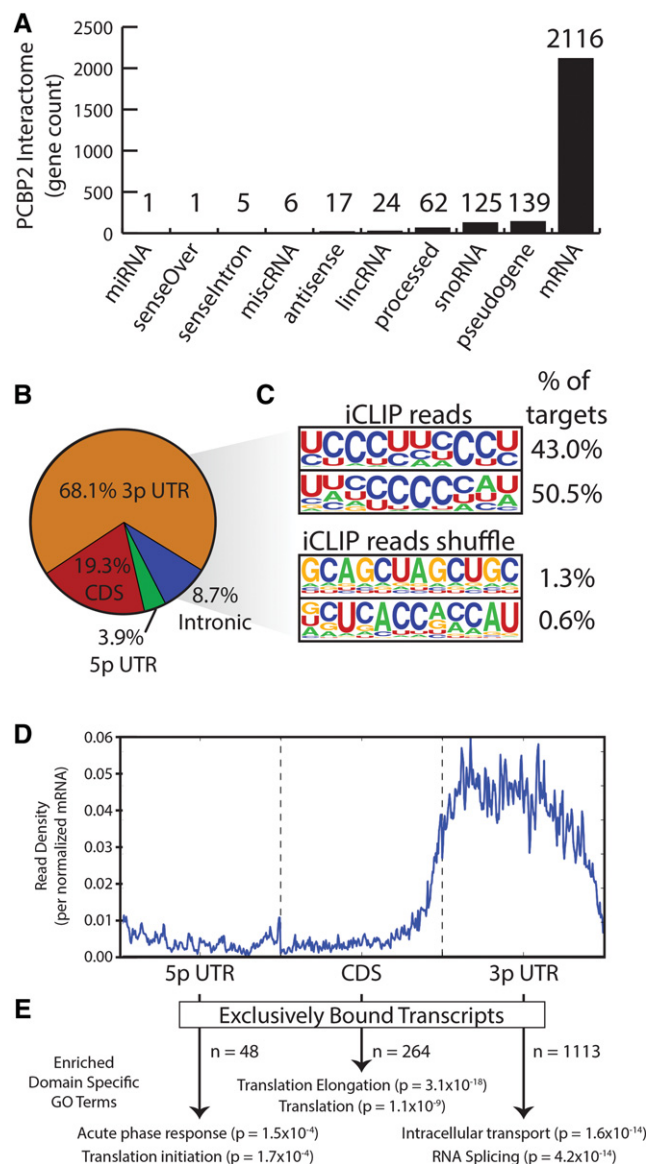 A
PCBP2 Interactome
(gene count)
2500
2000
1500
1000
500
0
1
1
5
6
17
24
62
125
139
2116
miRNA
senseOver
senseIntron
miscRNA
antisense
lincRNA
processed
snoRNA
pseudogene
mRNA
B
68.1% 3p UTR
19.3%
CDS
3.9%
5p UTR
8.7%
Intronic
C
% of
targets
iCLIP reads
UCCCUUCCCU
43.0%
UUCCCCCCAU
50.5%
iCLIP reads shuffle
GCAGCUAGCUGC
1.3%
GCUCACCACCAU
0.6%
D
Read Density
(per normalized mRNA)
0.06
0.05
0.04
0.03
0.02
0.01
0.00
5p UTR
CDS
3p UTR
E
Exclusively Bound Transcripts
Enriched
Domain Specific
GO Terms
n = 48
n = 264
n = 1113
Translation Elongation (p = 3.1x10⁻¹⁸)
Translation (p = 1.1x10⁻⁹)
Acute phase response (p = 1.5x10⁻⁴)
Translation initiation (p = 1.7x10⁻⁴)
Intracellular transport (p = 1.6x10⁻¹⁴)
RNA Splicing (p = 4.2x10⁻¹⁴)